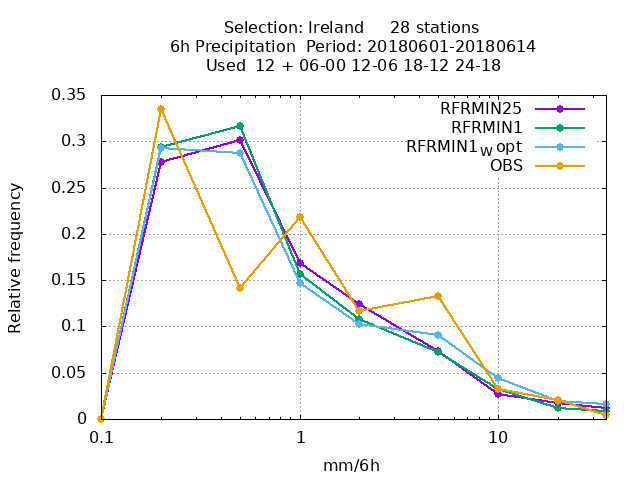 Selection: Ireland 28 stations
6h Precipitation Period: 20180601-20180614
Used 12 + 06-00 12-06 18-12 24-18
RFRMIN25
RFRMIN1
RFRMIN1w opt
OBS
Relative frequency
0.35
0.3
0.25
0.2
0.15
0.1
0.05
0
0.1 1 10
mm/6h